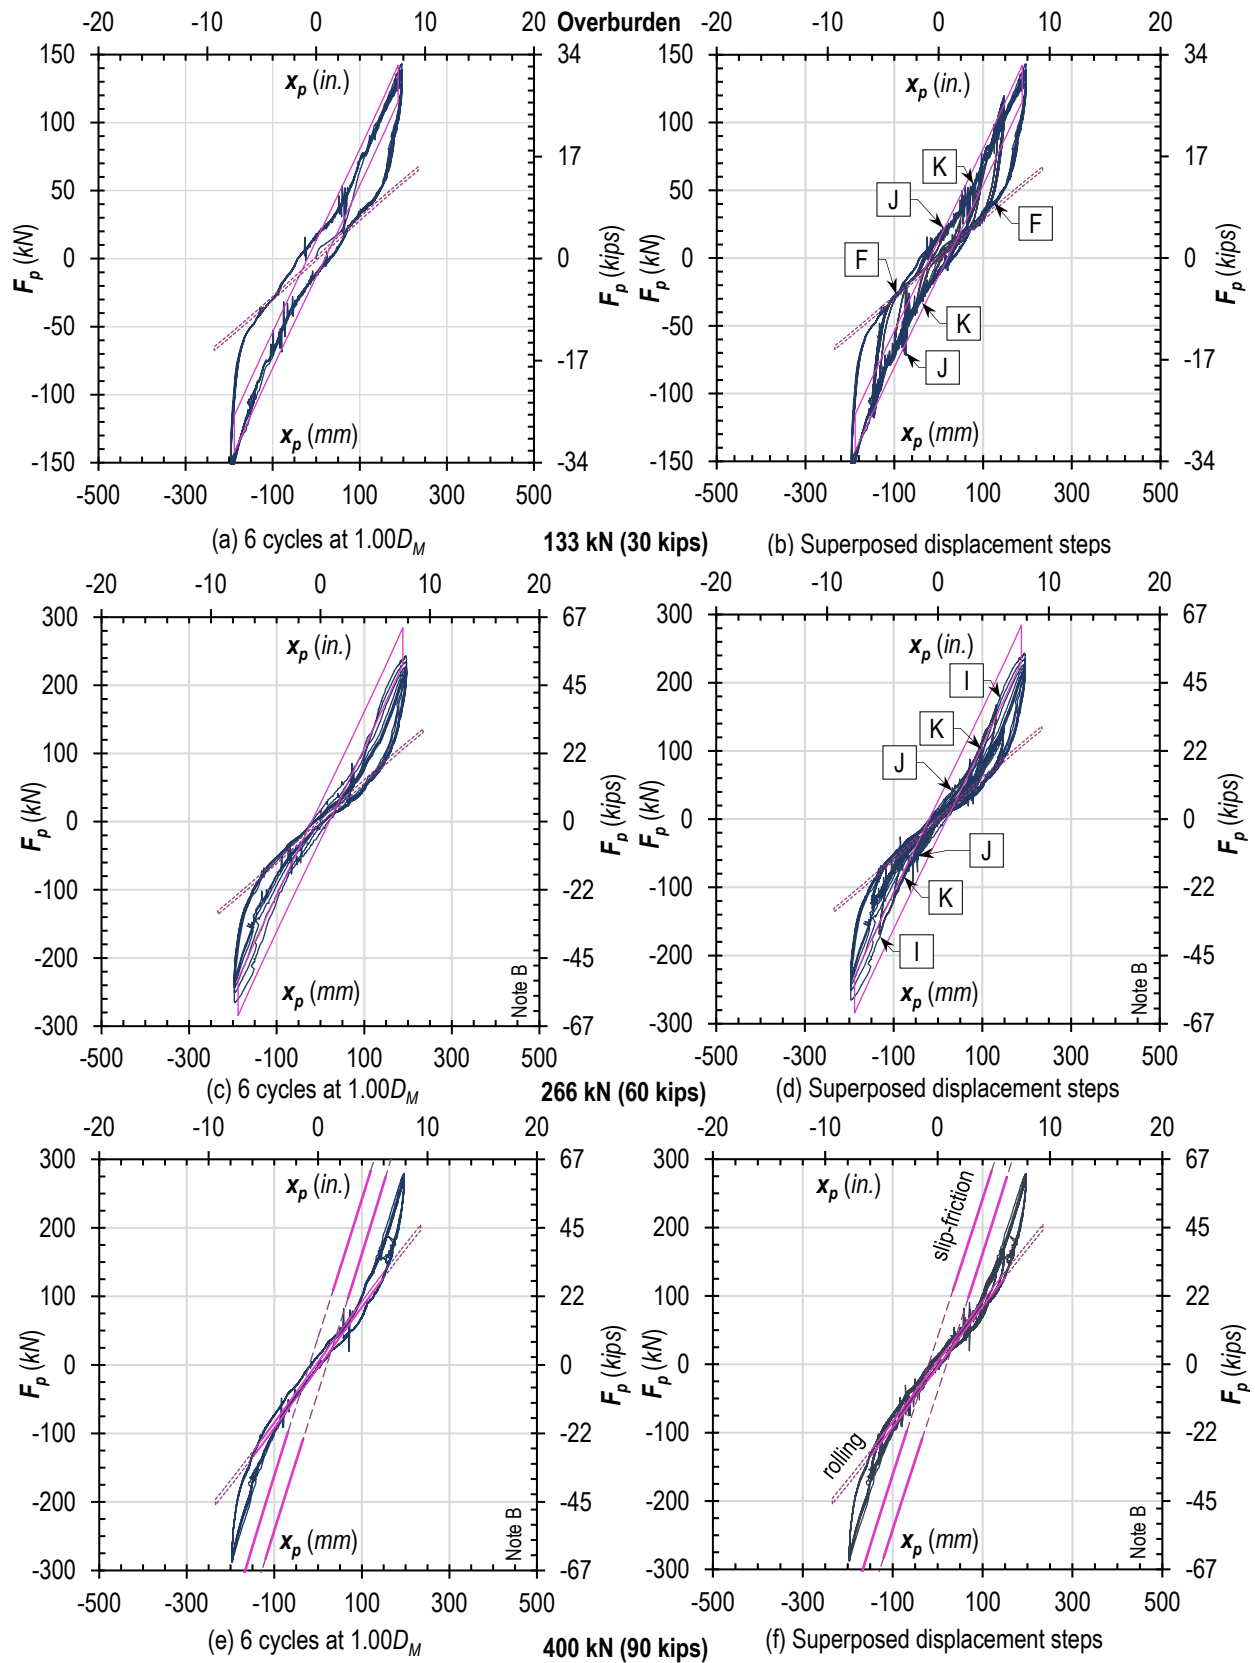 -20 -10 0 10 20 Overburden -20 -10 0 10 20
150 34 150 34
x_p (in.) x_p (in.)
100 100
17 K 17
50 50
J
F_p (kN) 0 0 F_p (kips) F_p (kN) 0 F F 0 F_p (kips)
-50 -50 K
-17 J -17
-100 -100
x_p (mm) x_p (mm)
-150 -34 -150 -34
-500 -300 -100 100 300 500 -500 -300 -100 100 300 500
(a) 6 cycles at 1.00D_M 133 kN (30 kips) (b) Superposed displacement steps
-20 -10 0 10 20 -20 -10 0 10 20
300 67 300 67
x_p (in.) x_p (in.)
200 45 200 I 45
K
100 22 100 22
J
F_p (kN) 0 0 F_p (kips) F_p (kN) 0 0 F_p (kips)
J
-100 -22 -100 K -22
-200 -45 -200 I -45
x_p (mm) Note B x_p (mm) Note B
-300 -67 -300 -67
-500 -300 -100 100 300 500 -500 -300 -100 100 300 500
(c) 6 cycles at 1.00D_M 266 kN (60 kips) (d) Superposed displacement steps
-20 -10 0 10 20 -20 -10 0 10 20
300 67 300 67
x_p (in.) x_p (in.)
200 45 200 slip-friction 45
100 22 100 22
F_p (kN) 0 0 F_p (kips) F_p (kN) 0 0 F_p (kips)
-100 -22 -100 rolling -22
-200 -45 -200 -45
x_p (mm) Note B x_p (mm) Note B
-300 -67 -300 -67
-500 -300 -100 100 300 500 -500 -300 -100 100 300 500
(e) 6 cycles at 1.00D_M 400 kN (90 kips) (f) Superposed displacement steps